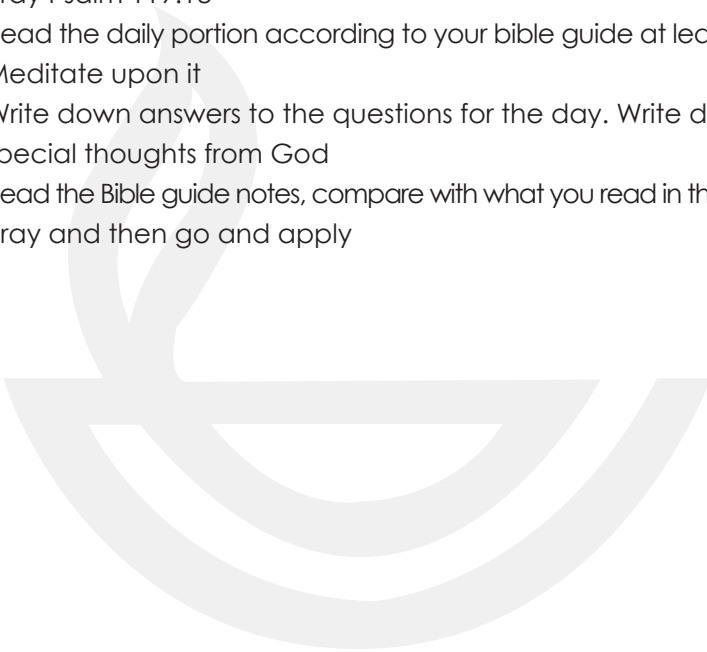 ead the daily portion according to your bible guide at lea
Meditate upon it
Write down answers to the questions for the day. Write d
pecial thoughts from God
ead the Bible guide notes, compare with what you read in th
ray and then go and apply